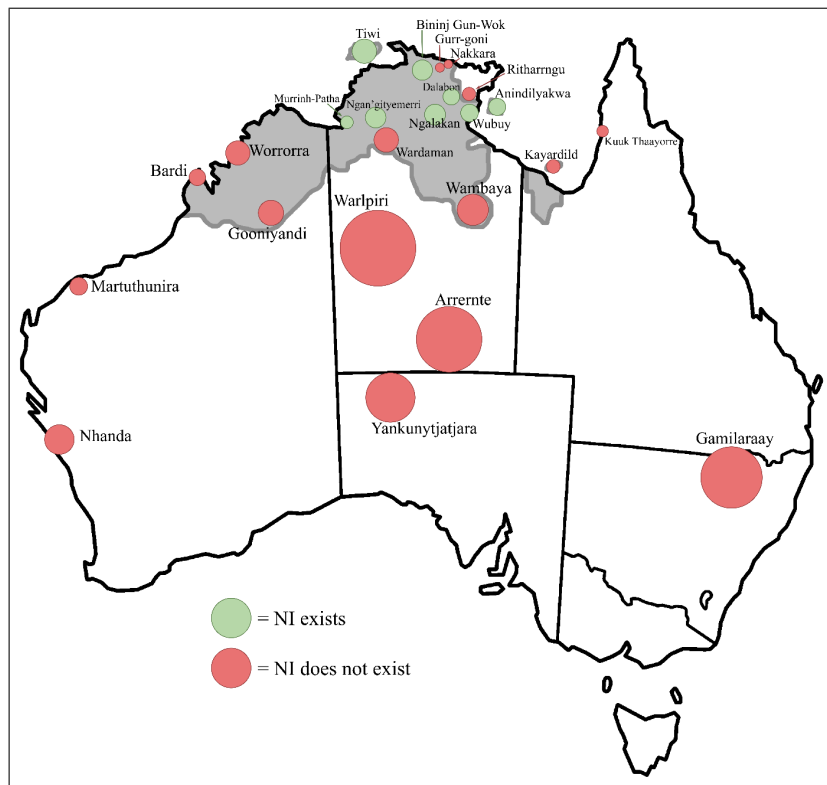 Bininj Gun-Wok
Tiwi
Gurr-goni
Nakkara
Ritharrngu
Dalabon
Anindilyakwa
Murrinh-Patha
Ngan'gityemerri
Ngalakan
Wubuy
Kuuk Thaayorre
Wardaman
Kayardild
Worrorra
Bardi
Wambaya
Warlpiri
Gooniyandi
Martuthunira
Arrernte
Yankunytjatjara
Nhanda
Gamilaraay
= NI exists
= NI does not exist